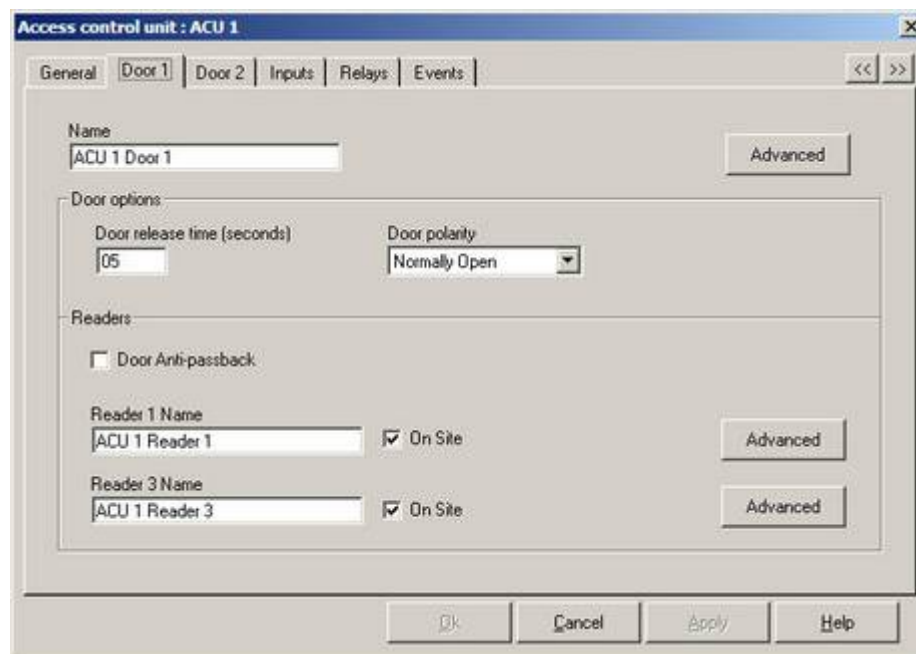 Access control unit : ACU 1
General Door 1 Door 2 Inputs Relays Events << >>
Name
ACU 1 Door 1
Advanced
Door options
Door release time (seconds) Door polarity
05 Normally Open
Readers
Door Anti-passback
Reader 1 Name
ACU 1 Reader 1 On Site Advanced
Reader 3 Name
ACU 1 Reader 3 On Site Advanced
Ok Cancel Apply Help